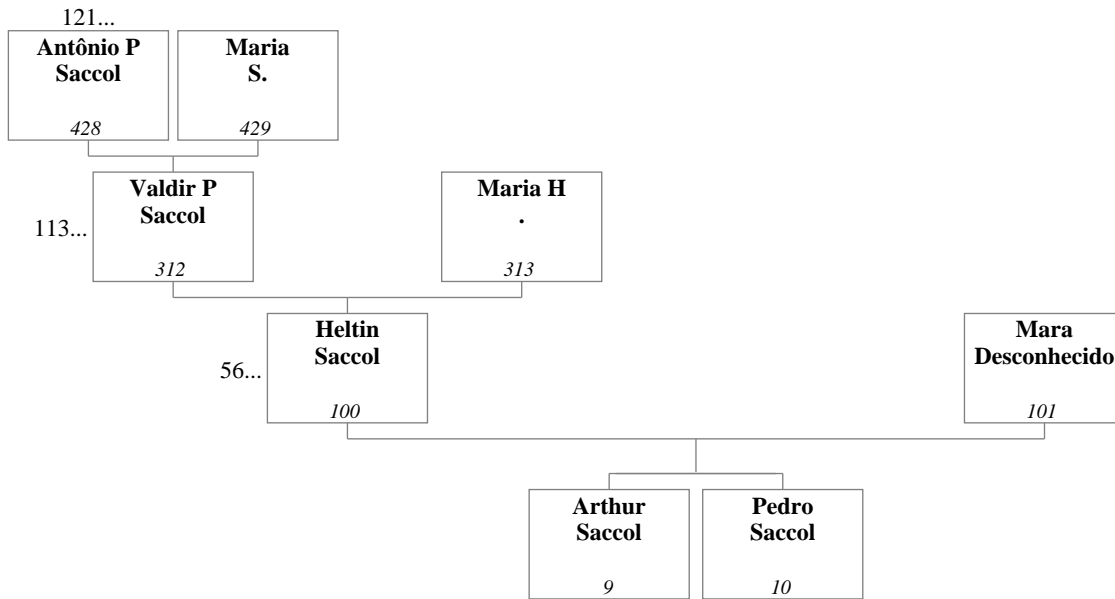 121...
Antônio P
Saccol
428
Maria
S.
429
113...
Valdir P
Saccol
312
Maria H
.
313
56...
Heltin
Saccol
100
Mara
Desconhecido
101
Arthur
Saccol
9
Pedro
Saccol
10